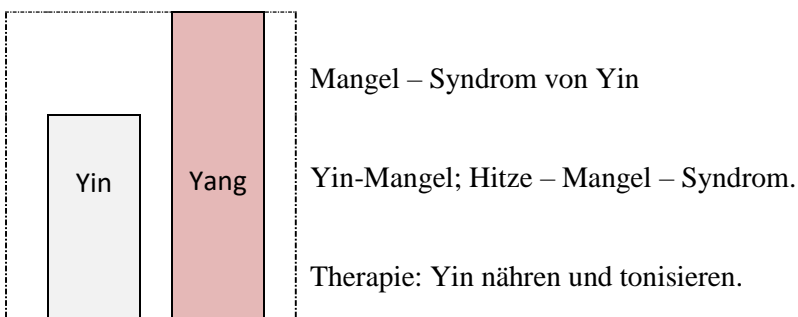 Mangel – Syndrom von Yin
Yin Yang
Yin-Mangel; Hitze – Mangel – Syndrom.
Therapie: Yin nähren und tonisieren.